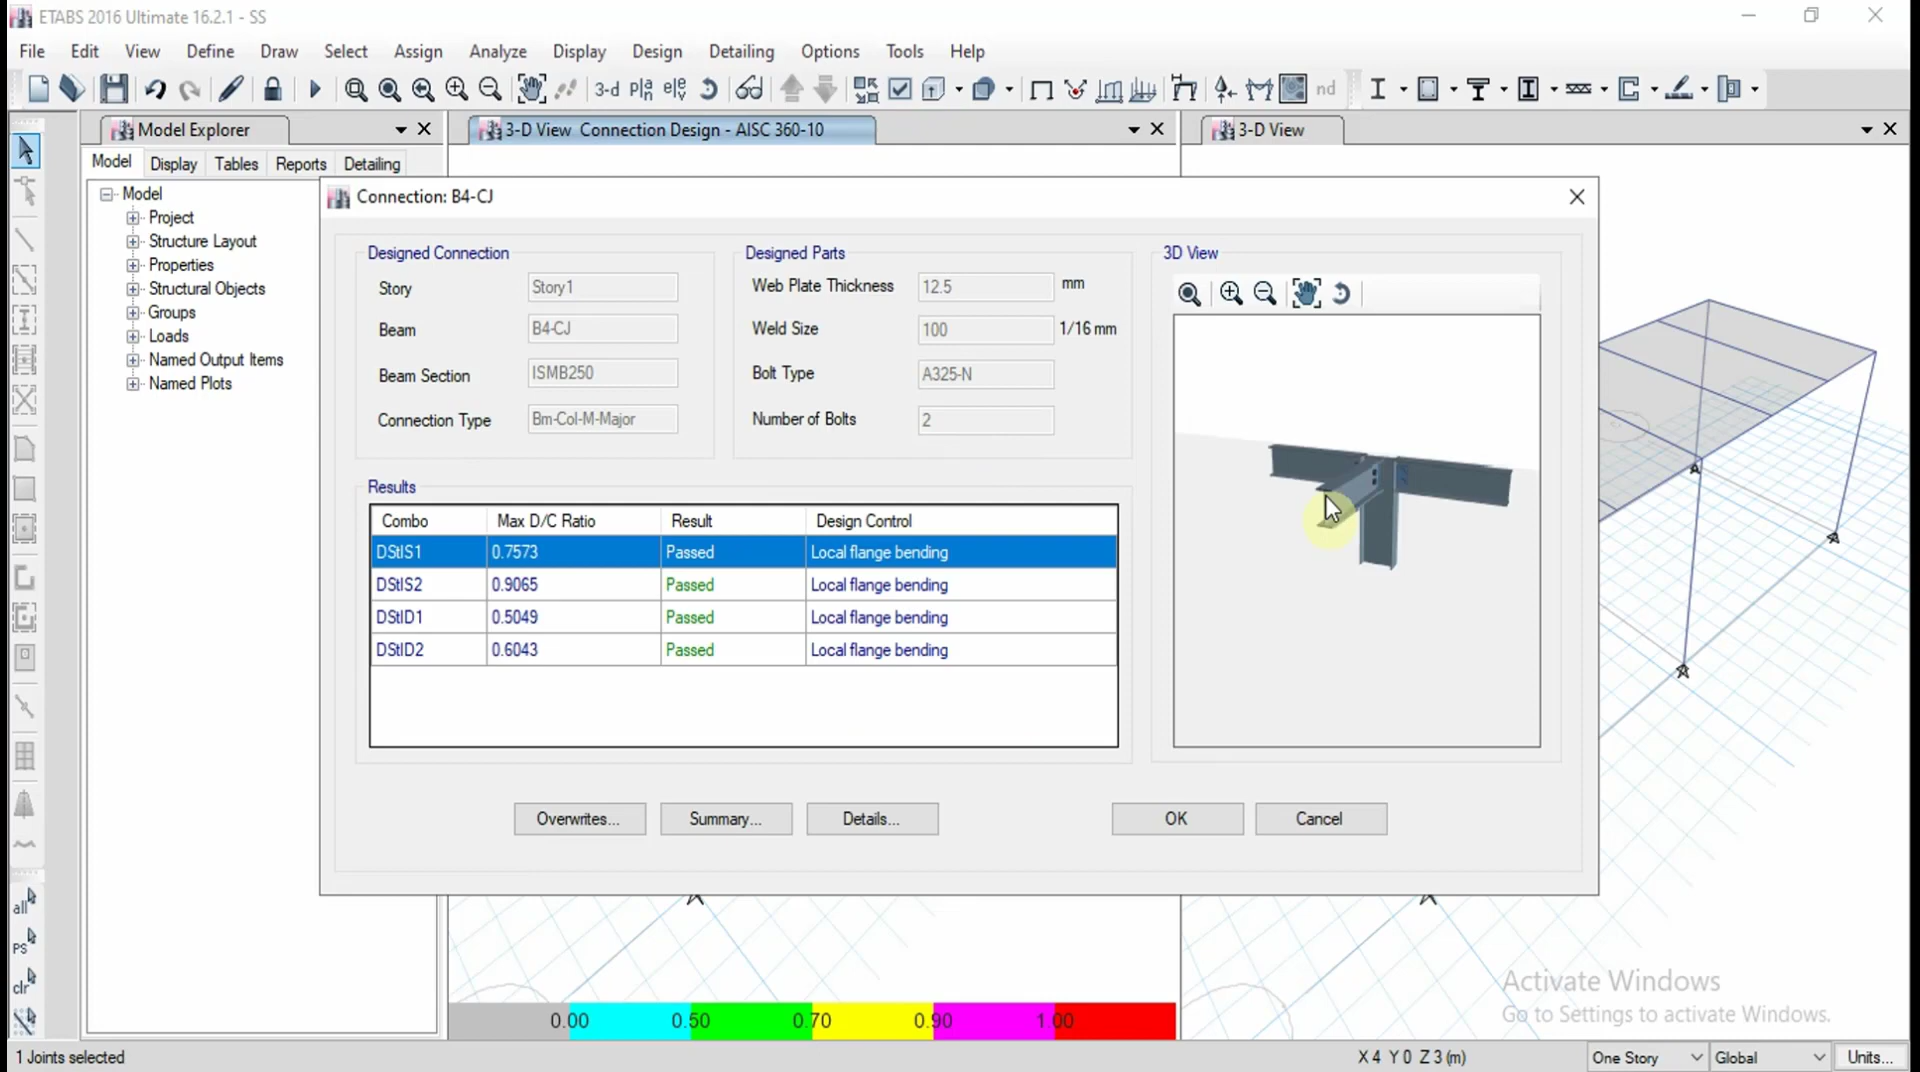 ETABS 2016 Ultimate 16.2.1 - SS
File Edit View Define Draw Select Assign Analyze Display Design Detailing Options Tools Help
3-d pla ele nd
Model Explorer
3-D View Connection Design - AISC 360-10
3-D View
Model Display Tables Reports Detailing
Model
Project
Structure Layout
Properties
Structural Objects
Groups
Loads
Named Output Items
Named Plots
Connection: B4-CJ
Designed Connection
Story Story1
Beam B4-CJ
Beam Section ISMB250
Connection Type Bm-Col-M-Major
Designed Parts
Web Plate Thickness 12.5 mm
Weld Size 100 1/16 mm
Bolt Type A325-N
Number of Bolts 2
3D View
Results
Combo Max D/C Ratio Result Design Control
DStlS1 0.7573 Passed Local flange bending
DStlS2 0.9065 Passed Local flange bending
DStlD1 0.5049 Passed Local flange bending
DStlD2 0.6043 Passed Local flange bending
Overwrites... Summary... Details... OK Cancel
all
PS
clr
0.00 0.50 0.70 0.90 1.00
Activate Windows
Go to Settings to activate Windows.
1 Joints selected
X 4 Y 0 Z 3 (m)
One Story Global Units...